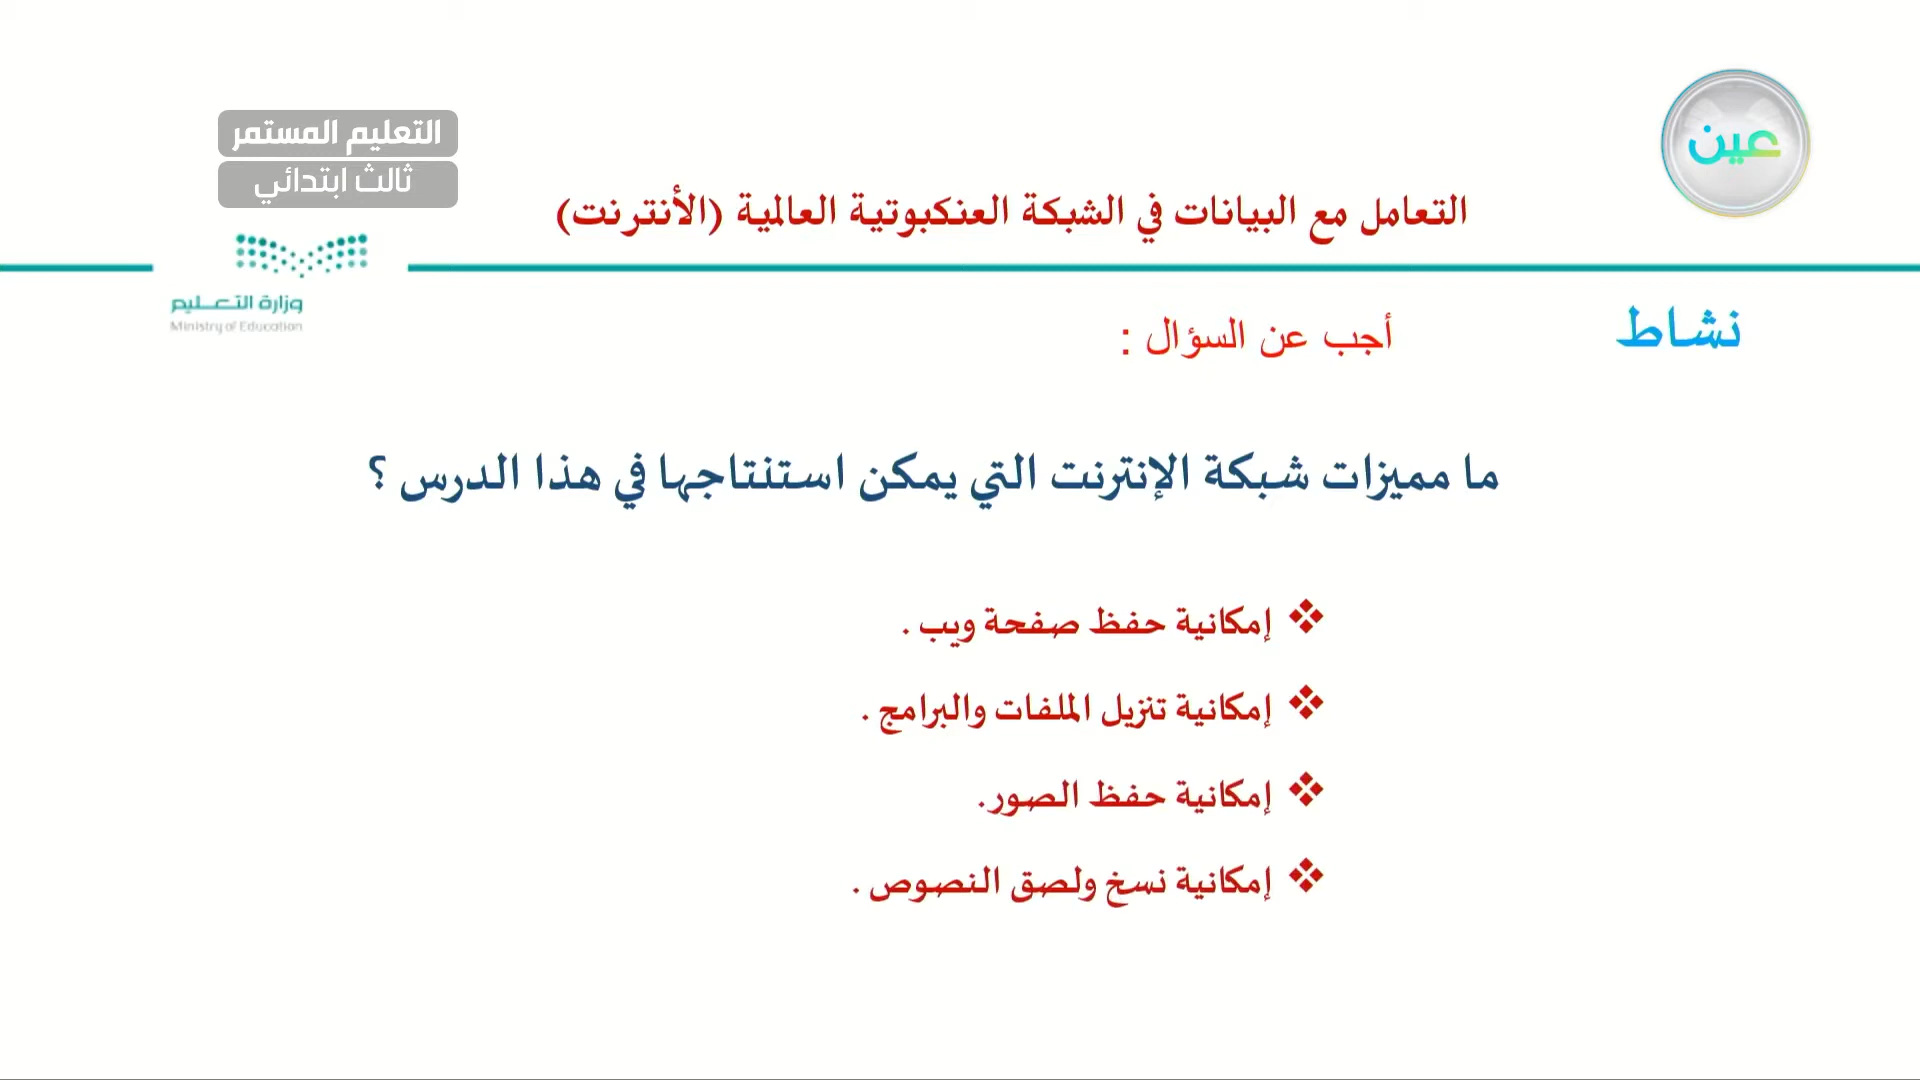 عين
التعليم المستمر
ثالث ابتدائي
التعامل مع البيانات في الشبكة العنكبوتية العالمية (الأنترنت)
وزارة التعليم
Ministry of Education
نشاط
أجب عن السؤال :
ما مميزات شبكة الإنترنت التي يمكن استنتاجها في هذا الدرس ؟
❖ إمكانية حفظ صفحة ويب .
❖ إمكانية تنزيل الملفات والبرامج .
❖ إمكانية حفظ الصور.
❖ إمكانية نسخ ولصق النصوص .